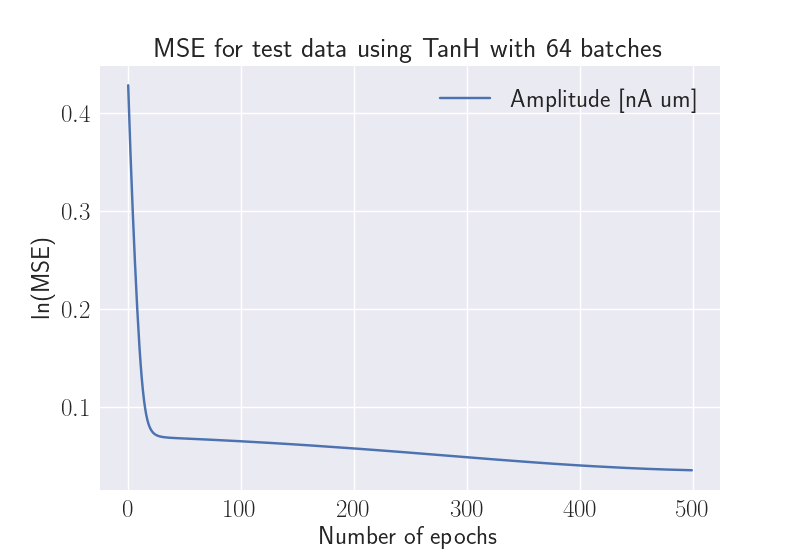 MSE for test data using TanH with 64 batches
Amplitude [nA um]
0.4
0.3
0.2
0.1
ln(MSE)
0 100 200 300 400 500
Number of epochs